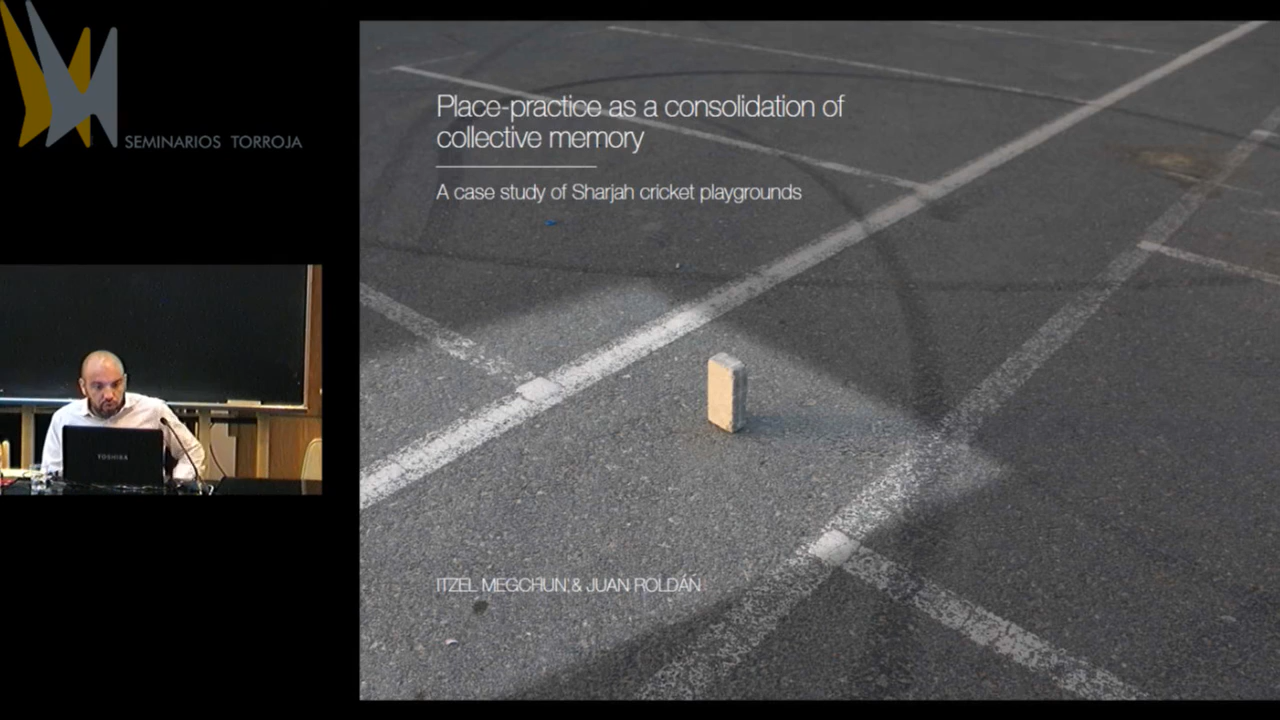 SEMINARIOS TORROJA
Place-practice as a consolidation of
collective memory
A case study of Sharjah cricket playgrounds
TOSHIBA
ITZEL MEGCHUN & JUAN ROLDÁN